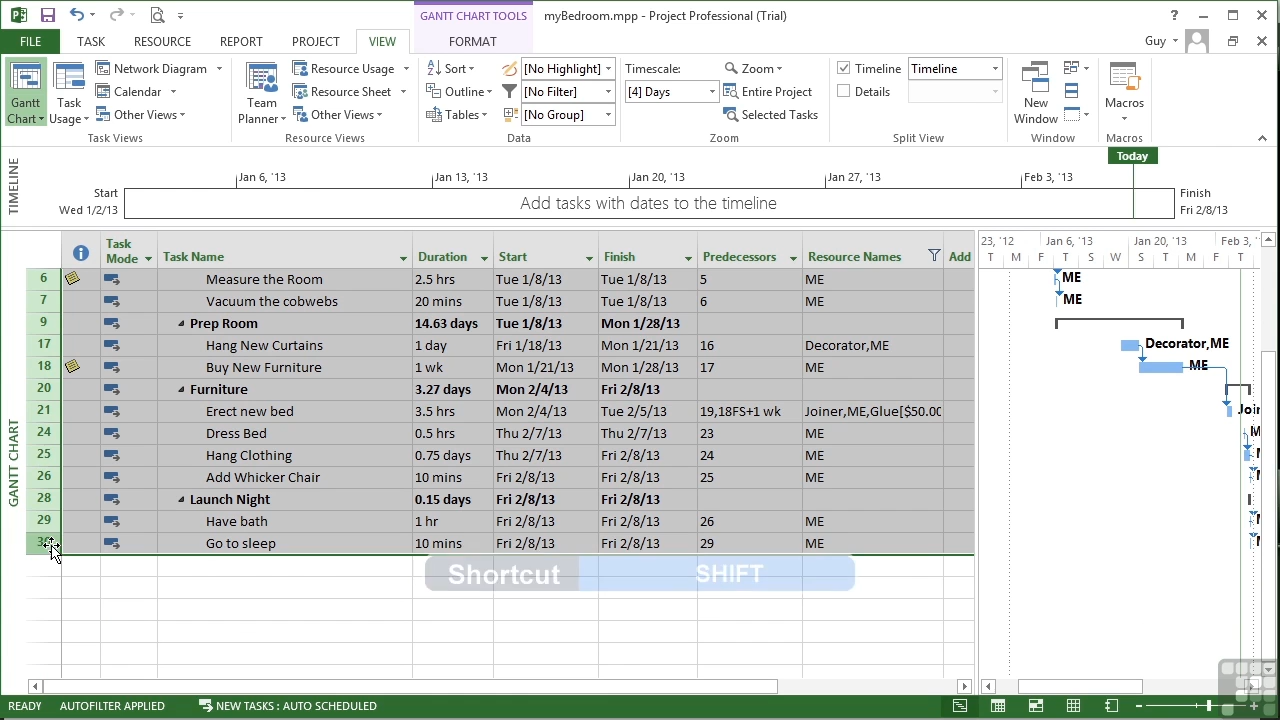 GANTT CHART TOOLS
myBedroom.mpp - Project Professional (Trial)
?
FILE TASK RESOURCE REPORT PROJECT VIEW FORMAT
Guy
Gantt Chart
Task Usage
Network Diagram
Calendar
Other Views
Task Views
Team Planner
Resource Usage
Resource Sheet
Other Views
Resource Views
Sort
Outline
Tables
[No Highlight]
[No Filter]
[No Group]
Data
Timescale:
[4] Days
Zoom
Entire Project
Selected Tasks
Zoom
Timeline
Timeline
Details
Split View
New Window
Window
Macros
Macros
TIMELINE
Today
Jan 6, '13 Jan 13, '13 Jan 20, '13 Jan 27, '13 Feb 3, '13
Start
Wed 1/2/13
Add tasks with dates to the timeline
Finish
Fri 2/8/13
GANTT CHART
Task Mode Task Name Duration Start Finish Predecessors Resource Names Add
6 Measure the Room 2.5 hrs Tue 1/8/13 Tue 1/8/13 5 ME
7 Vacuum the cobwebs 20 mins Tue 1/8/13 Tue 1/8/13 6 ME
9 Prep Room 14.63 days Tue 1/8/13 Mon 1/28/13
17 Hang New Curtains 1 day Fri 1/18/13 Mon 1/21/13 16 Decorator,ME
18 Buy New Furniture 1 wk Mon 1/21/13 Mon 1/28/13 17 ME
20 Furniture 3.27 days Mon 2/4/13 Fri 2/8/13
21 Erect new bed 3.5 hrs Mon 2/4/13 Tue 2/5/13 19,18FS+1 wk Joiner,ME,Glue[$50.00
24 Dress Bed 0.5 hrs Thu 2/7/13 Thu 2/7/13 23 ME
25 Hang Clothing 0.75 days Thu 2/7/13 Fri 2/8/13 24 ME
26 Add Whicker Chair 10 mins Fri 2/8/13 Fri 2/8/13 25 ME
28 Launch Night 0.15 days Fri 2/8/13 Fri 2/8/13
29 Have bath 1 hr Fri 2/8/13 Fri 2/8/13 26 ME
Go to sleep 10 mins Fri 2/8/13 Fri 2/8/13 29 ME
23, '12 Jan 6, '13 Jan 20, '13 Feb 3, '
T M F T S W S T M F T
ME
ME
Decorator,ME
ME
Join
Shortcut SHIFT
READY AUTOFILTER APPLIED NEW TASKS : AUTO SCHEDULED